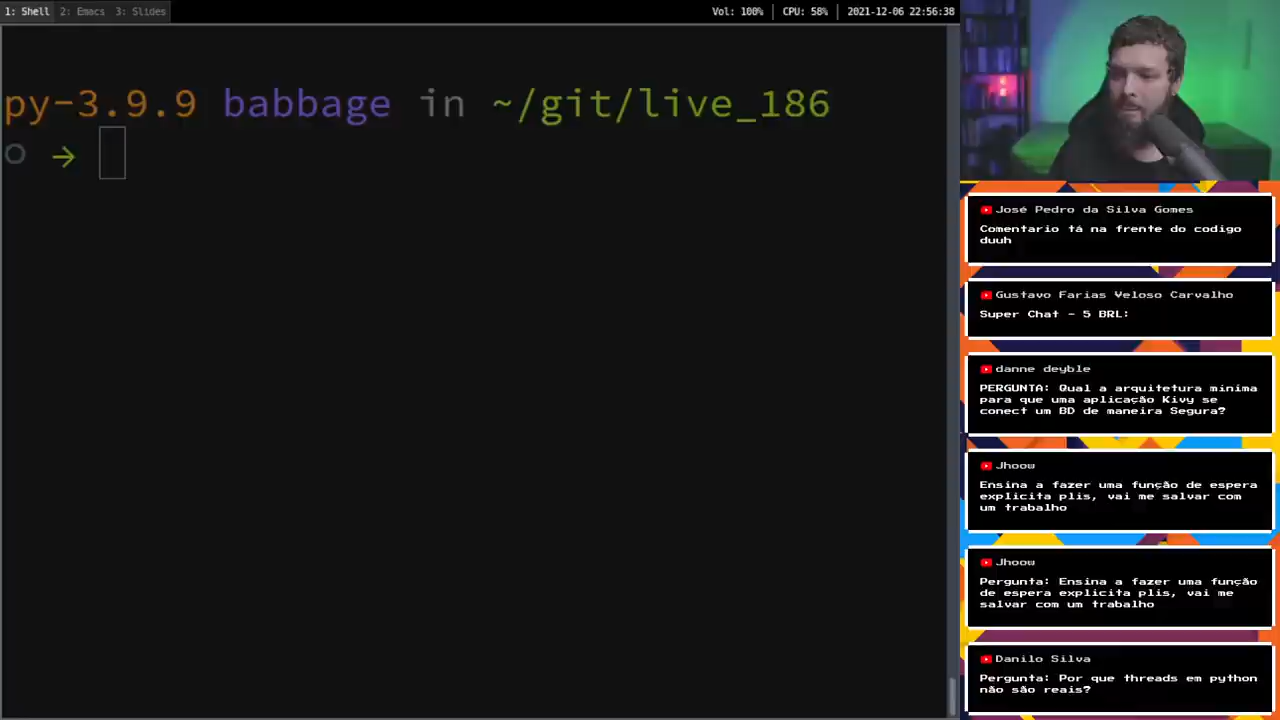 1: Shell 2: Emacs 3: Slides
Vol: 100% CPU: 58% 2021-12-06 22:56:38
py-3.9.9 babbage in ~/git/live_186
○ →
José Pedro da Silva Gomes
Comentario tá na frente do codigo
duuh
Gustavo Farias Veloso Carvalho
Super Chat - 5 BRL:
danne deyble
PERGUNTA: Qual a arquitetura mínima
para que uma aplicação Kivy se
conect um BD de maneira Segura?
Jhoow
Ensina a fazer uma função de espera
explicita plis, vai me salvar com
um trabalho
Jhoow
Pergunta: Ensina a fazer uma função
de espera explicita plis, vai me
salvar com um trabalho
Danilo Silva
Pergunta: Por que threads em python
não são reais?